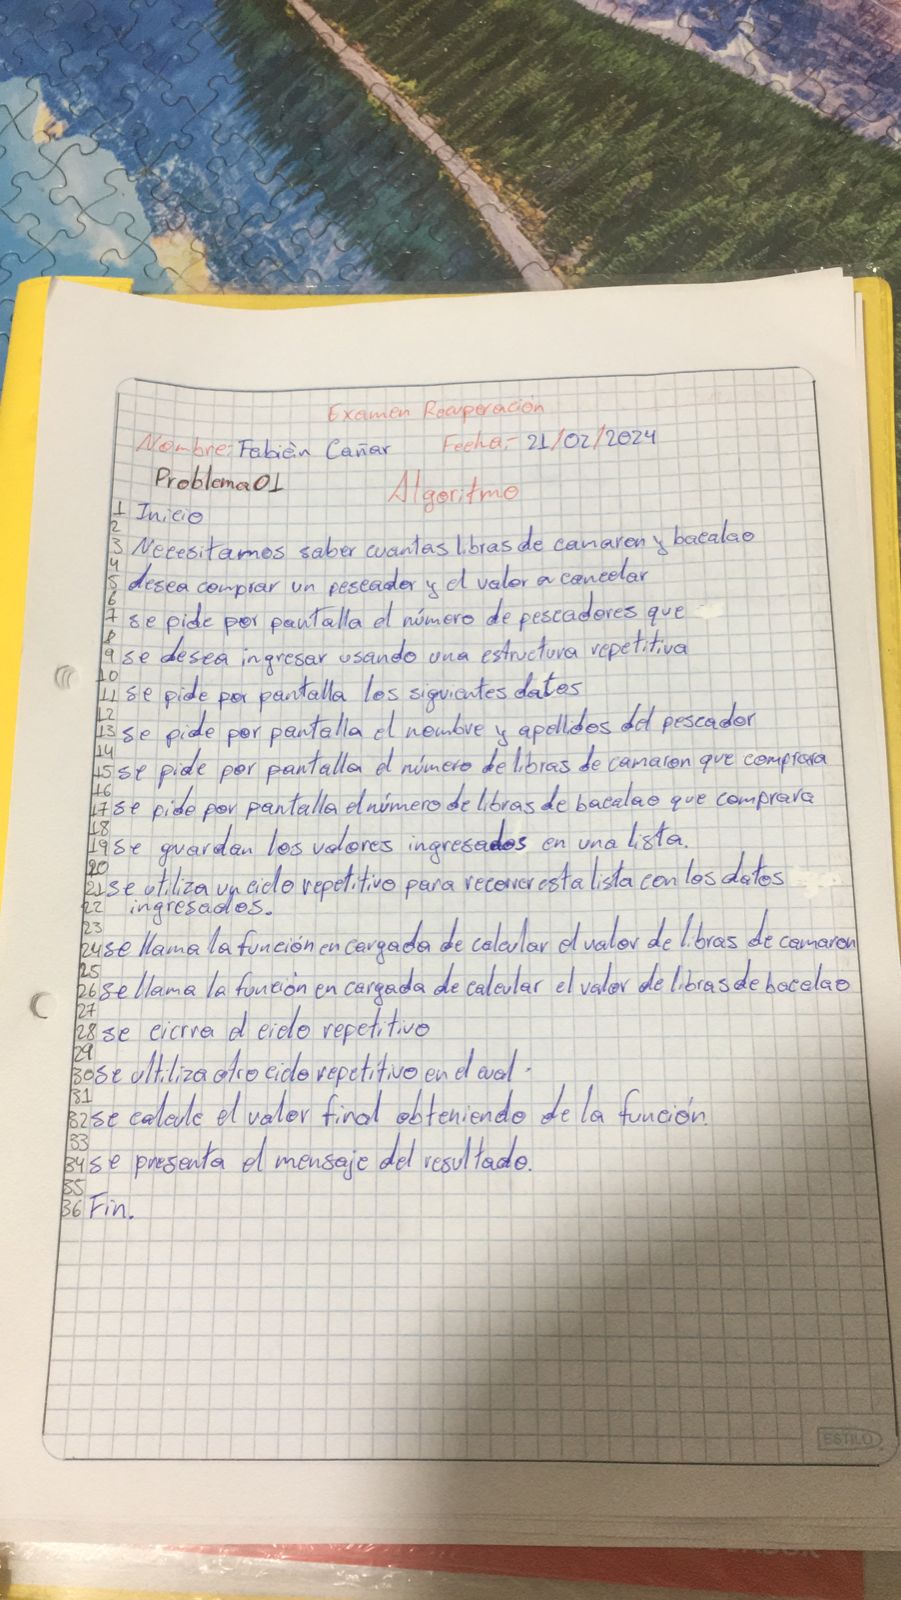 Examen Recuperación
Nombre: Fabièn Cañar Fecha:- 21/02/2024
Problema 01 Algoritmo
1 Inicio
2
3 Necesitamos saber cuantas libras de camaron y bacalao
4
5 desea comprar un pescador y el valor a cancelar
6
7 se pide por pantalla el número de pescadores que
8
9 se desea ingresar usando una estructura repetitiva
10
11 se pide por pantalla los siguientes datos
12
13 se pide por pantalla el nombre y apellidos del pescador
14
15 se pide por pantalla el número de libras de camaron que comprara
16
17 se pide por pantalla el número de libras de bacalao que comprara
18
19 se guardan los valores ingresados en una lista.
20
21 se utiliza un ciclo repetitivo para recorrer esta lista con los datos
22 ingresados.
23
24 se llama la función encargada de calcular el valor de libras de camaron
25
26 se llama la función encargada de calcular el valor de libras de bacalao
27
28 se cierra el ciclo repetitivo
29
30 se ultiliza otro ciclo repetitivo en el cual.
31
32 se calcule el valor final obteniendo de la función.
33
34 se presenta el mensaje del resultado.
35
36 Fin.
ESTILO